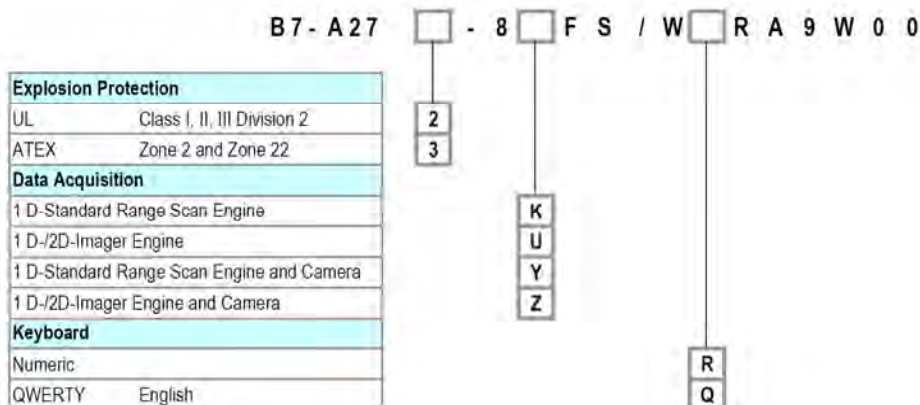 B7-A27 - 8 F S / W R A 9 W 0 0
Explosion Protection
UL Class I, II, III Division 2 2
ATEX Zone 2 and Zone 22 3
Data Acquisition
1 D-Standard Range Scan Engine K
1 D-/2D-Imager Engine U
1 D-Standard Range Scan Engine and Camera Y
1 D-/2D-Imager Engine and Camera Z
Keyboard
Numeric R
QWERTY English Q